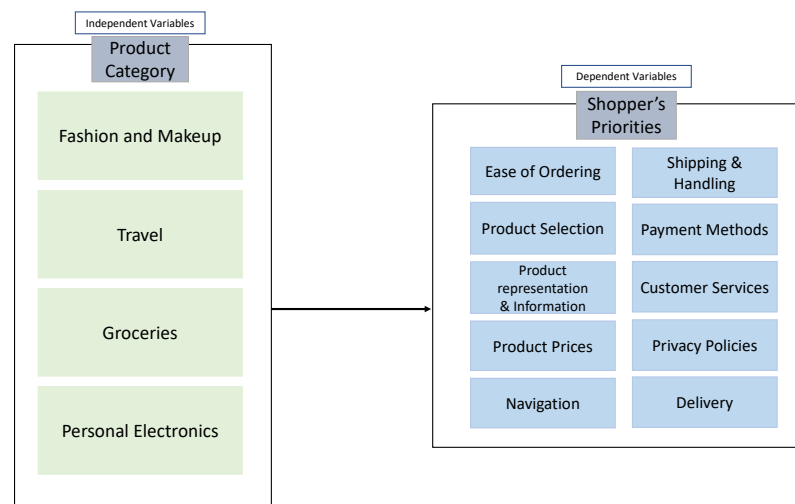 Independent Variables
Product
Category
Fashion and Makeup
Travel
Groceries
Personal Electronics
Dependent Variables
Shopper's
Priorities
Ease of Ordering
Shipping &
Handling
Product Selection
Payment Methods
Product
representation
& Information
Customer Services
Product Prices
Privacy Policies
Navigation
Delivery